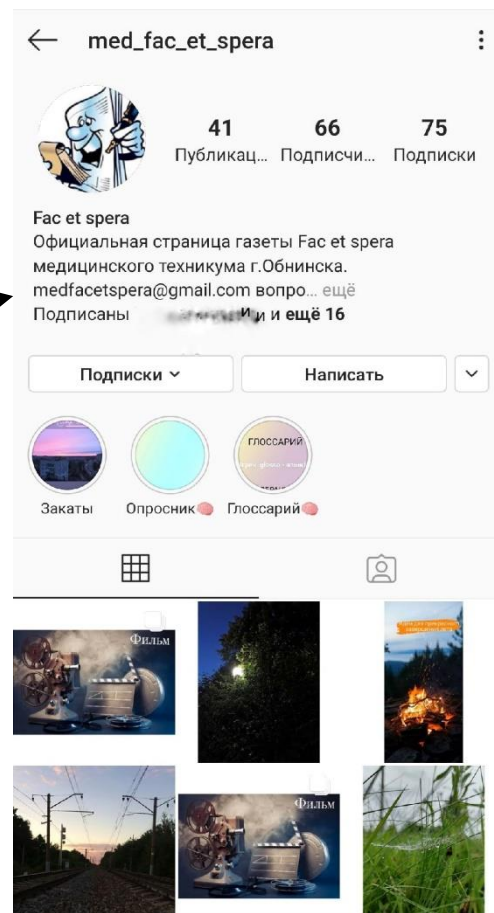 med_fac_et_spera
41 66 75
Публикац... Подписчи... Подписки
Fac et spera
Официальная страница газеты Fac et spera
медицинского техникума г.Обнинска.
medfacetspera@gmail.com вопро... ещё
Подписаны и и ещё 16
Подписки Написать
ГЛОССАРИЙ
Закаты Опросник Глоссарий
Фильм
Фильм